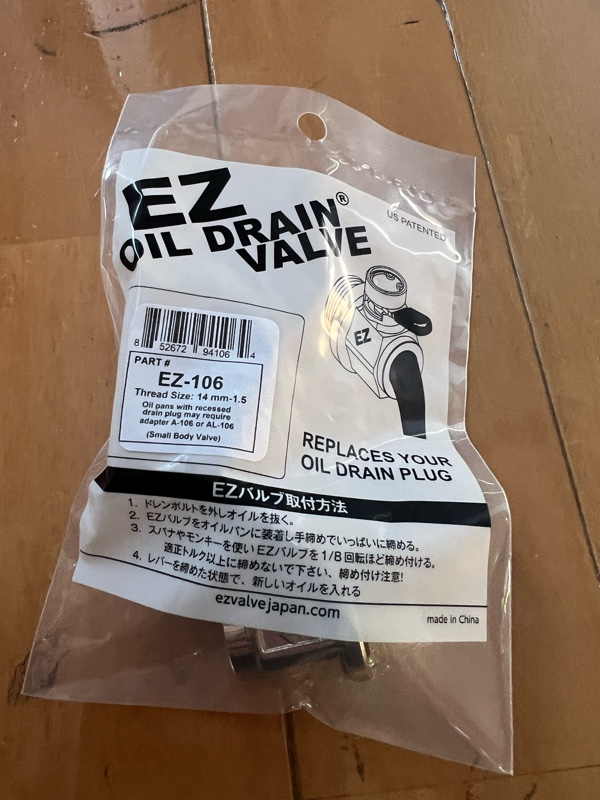 EZ
OIL DRAIN®
VALVE
US PATENTED
EZ
8 52672 94106 4
PART #
EZ-106
Thread Size: 14 mm-1.5
Oil pans with recessed
drain plug may require
adapter A-106 or AL-106
(Small Body Valve)
REPLACES YOUR
OIL DRAIN PLUG
EZバルブ取付方法
1. ドレンボルトを外しオイルを抜く。
2. EZバルブをオイルパンに装着し手締めでいっぱいに締める。
3. スパナやモンキーを使いEZバルブを1/8回転ほど締め付ける。
適正トルク以上に締めないで下さい、締め付け注意!
4. レバーを締めた状態で、新しいオイルを入れる
ezvalvejapan.com
made in China